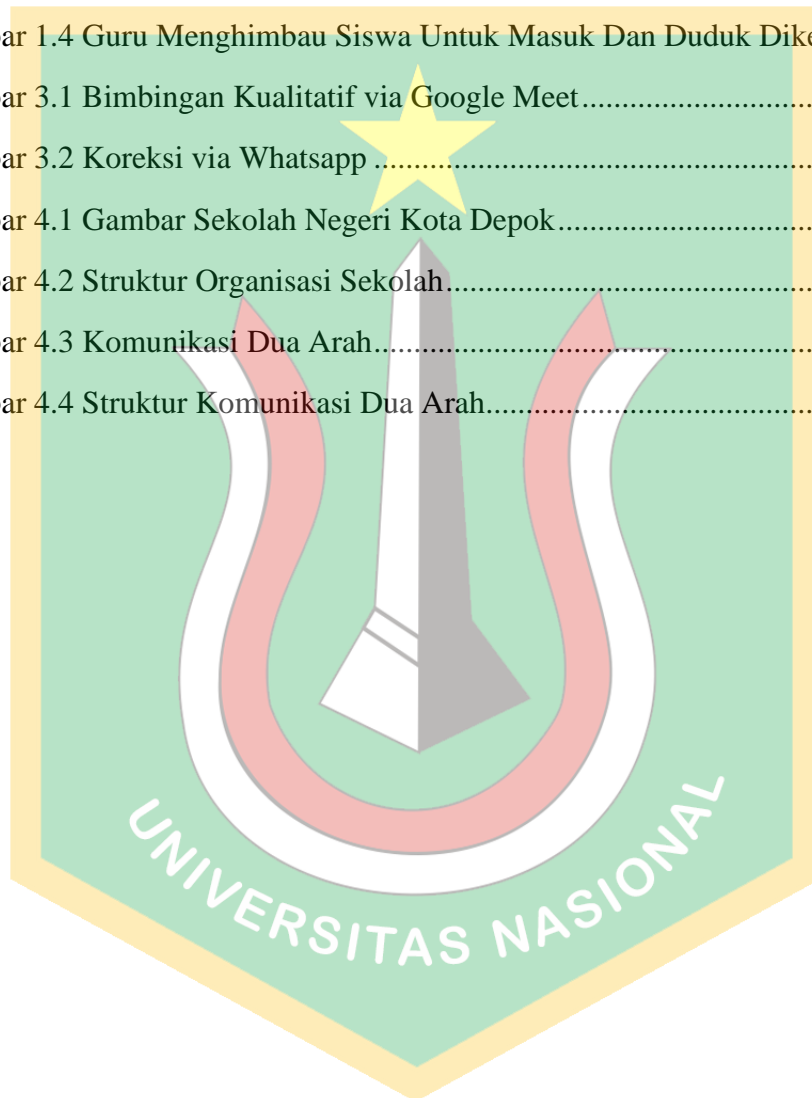 ar 1.4 Guru Menghimbau Siswa Untuk Masuk Dan Duduk Dike
ar 3.1 Bimbingan Kualitatif via Google Meet..............................
ar 3.2 Koreksi via Whatsapp ........................................................
ar 4.1 Gambar Sekolah Negeri Kota Depok.................................
ar 4.2 Struktur Organisasi Sekolah...............................................
ar 4.3 Komunikasi Dua Arah........................................................
ar 4.4 Struktur Komunikasi Dua Arah..........................................
UNIVERSITAS NASIONAL